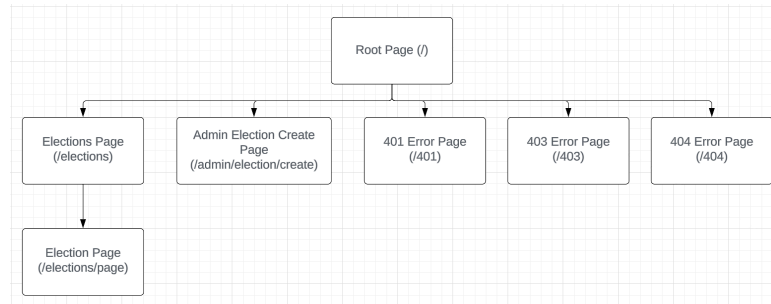 Root Page (/)
Elections Page
(/elections)
Admin Election Create
Page
(/admin/election/create)
401 Error Page
(/401)
403 Error Page
(/403)
404 Error Page
(/404)
Election Page
(/elections/page)